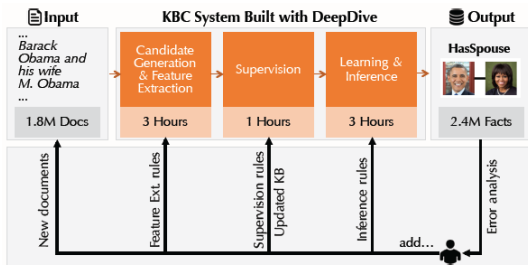 Input
KBC System Built with DeepDive
Output
...
Barack
Obama and
his wife
M. Obama
...
1.8M Docs
Candidate
Generation
& Feature
Extraction
3 Hours
Supervision
1 Hours
Learning &
Inference
3 Hours
HasSpouse
2.4M Facts
New documents
Feature Ext. rules
Supervision rules
Updated KB
Inference rules
Error analysis
add...